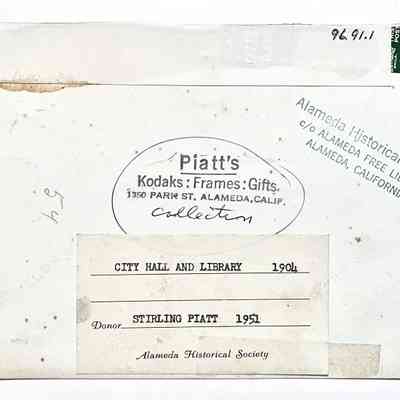 96.91.1
Alameda Historical
c/o ALAMEDA FREE LI
ALAMEDA, CALIFORN
Piatt's
Kodaks: Frames: Gifts.
1350 PARK ST. ALAMEDA, CALIF.
collection
54
CITY HALL AND LIBRARY 1904
Donor STIRLING PIATT 1951
Alameda Historical Society